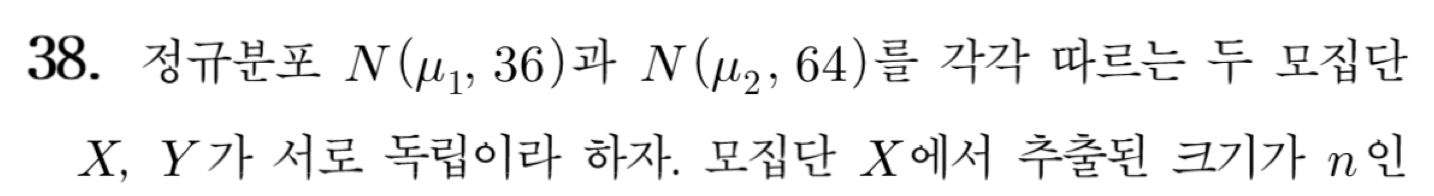 38. 정규분포 N(μ₁, 36)과 N(μ₂, 64)를 각각 따르는 두 모집단
X, Y가 서로 독립이라 하자. 모집단 X에서 추출된 크기가 n인